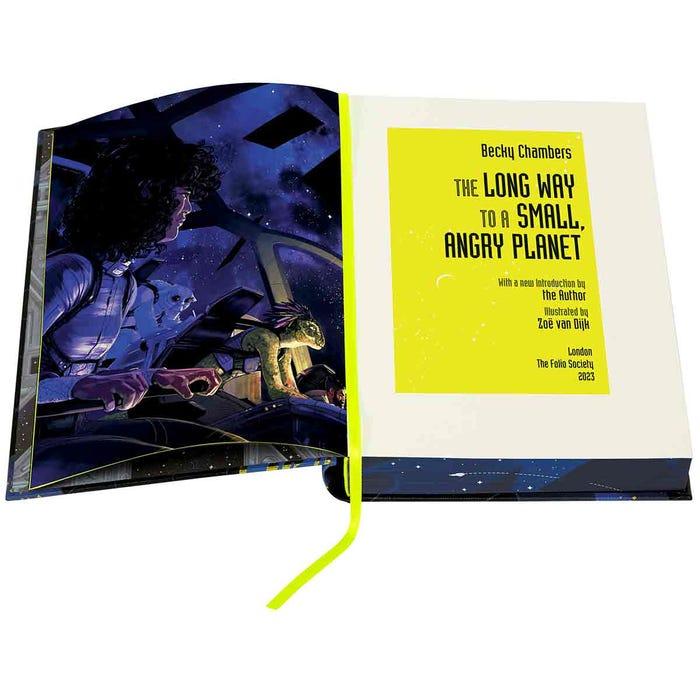 Becky Chambers
THE LONG WAY
TO A SMALL,
ANGRY PLANET
With a new introduction by
the Author
Illustrated by
Zoë van Dijk
London
The Folio Society
2023